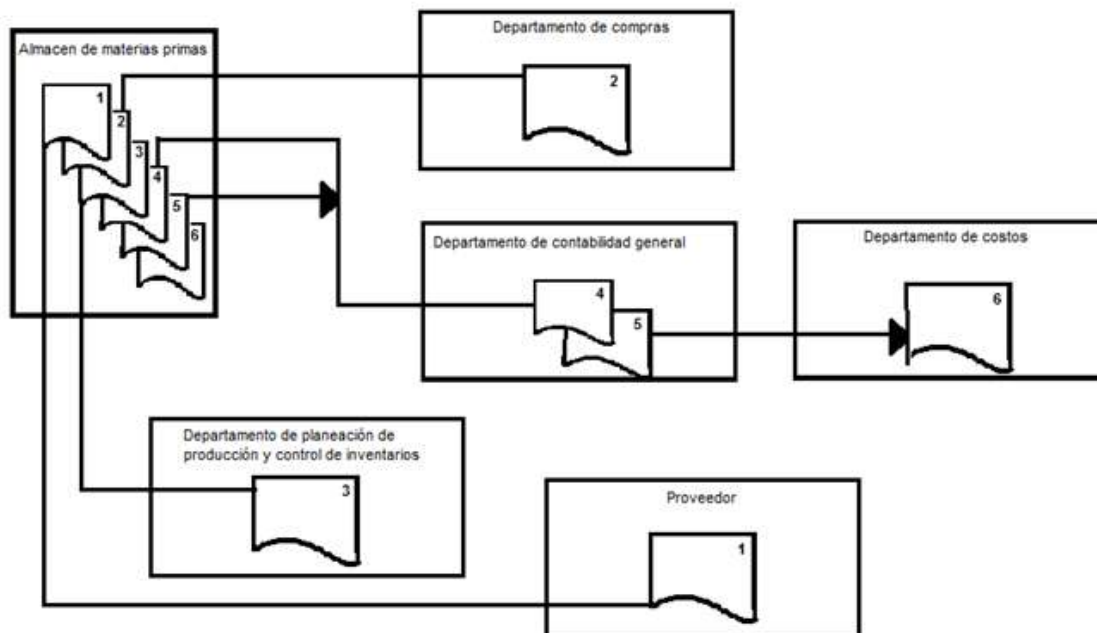 Almacen de materias primas
1
2
3
4
5
6
Departamento de compras
2
Departamento de contabilidad general
4
5
Departamento de costos
6
Departamento de planeación de
producción y control de inventarios
3
Proveedor
1